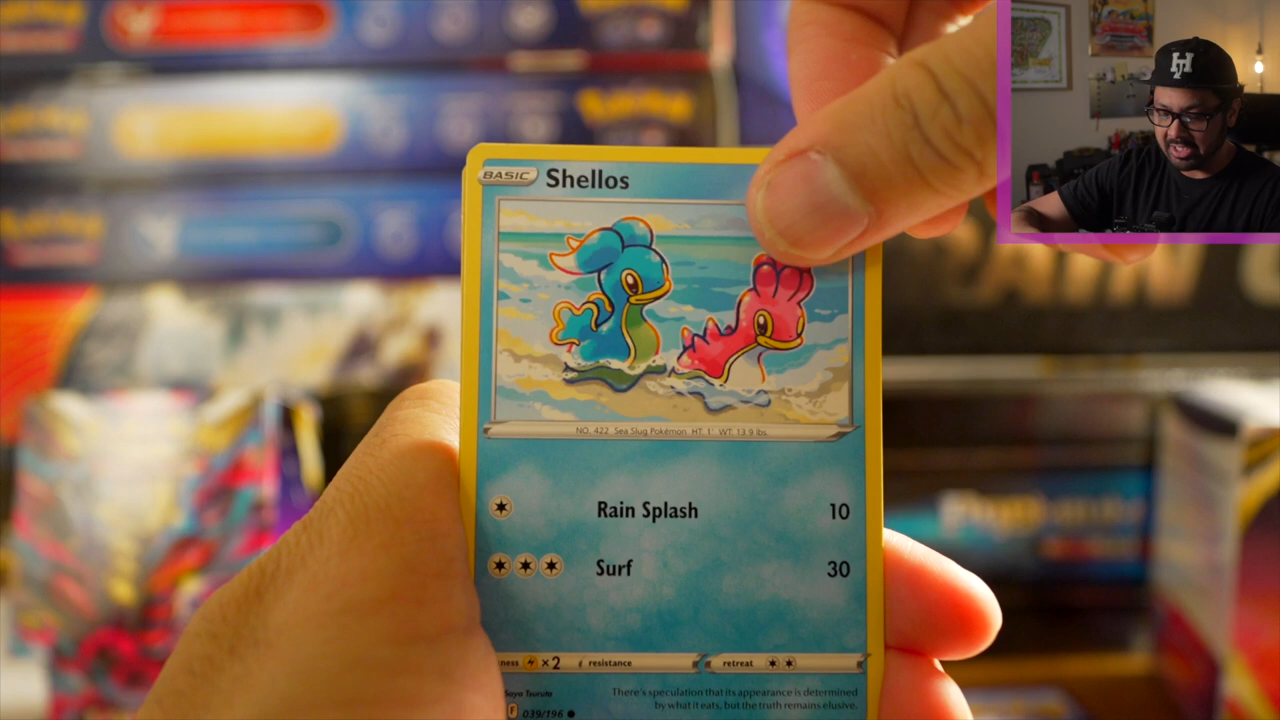 BASIC Shellos
NO. 422 Sea Slug Pokémon HT: 1' WT: 13.9 lbs.
Rain Splash 10
Surf 30
ness ×2 resistance retreat
Saya Tsuruta
There's speculation that its appearance is determined
by what it eats, but the truth remains elusive.
F 039/196